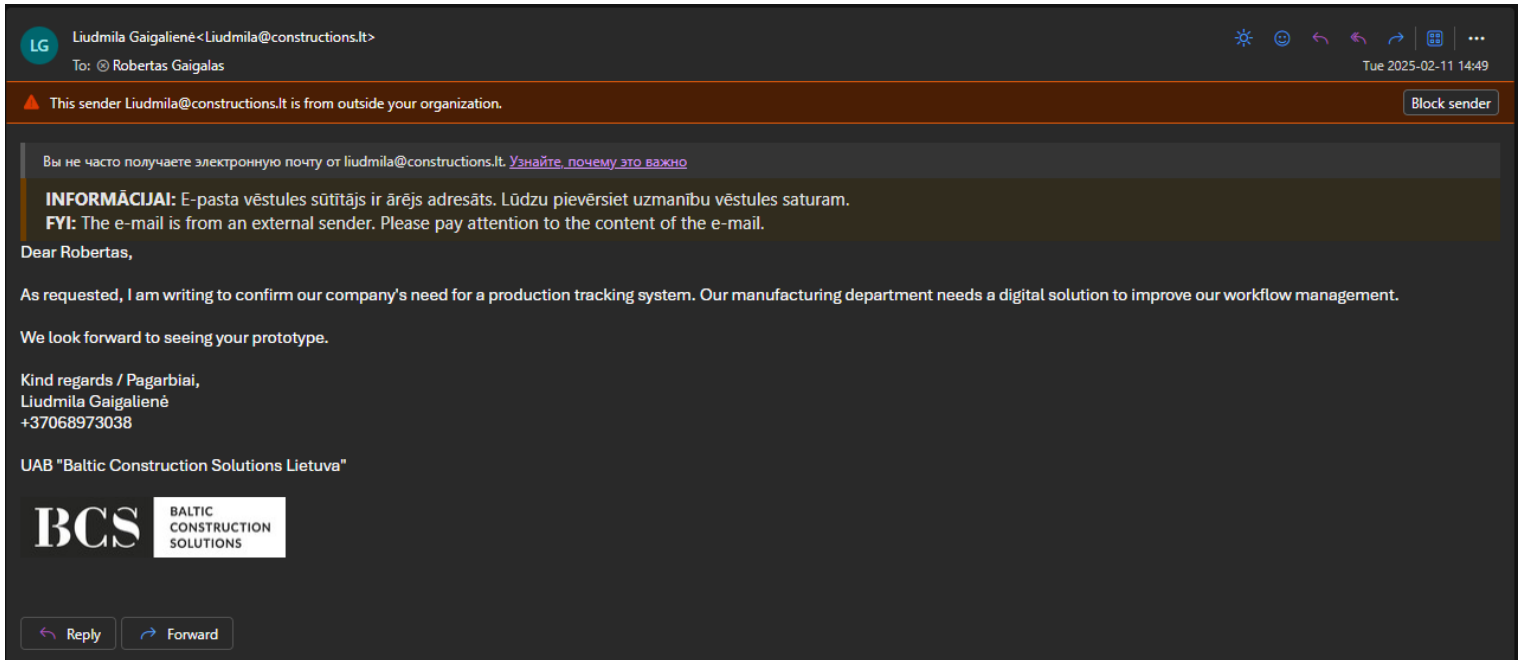 LG
Liudmila Gaigalienė<Liudmila@constructions.lt>
To: Robertas Gaigalas
Tue 2025-02-11 14:49
This sender Liudmila@constructions.lt is from outside your organization.
Block sender
Вы не часто получаете электронную почту от liudmila@constructions.lt. Узнайте, почему это важно
INFORMĀCIJAI: E-pasta vēstules sūtītājs ir ārējs adresāts. Lūdzu pievērsiet uzmanību vēstules saturam.
FYI: The e-mail is from an external sender. Please pay attention to the content of the e-mail.
Dear Robertas,
As requested, I am writing to confirm our company's need for a production tracking system. Our manufacturing department needs a digital solution to improve our workflow management.
We look forward to seeing your prototype.
Kind regards / Pagarbiai,
Liudmila Gaigalienė
+37068973038
UAB "Baltic Construction Solutions Lietuva"
BCS
BALTIC
CONSTRUCTION
SOLUTIONS
Reply
Forward